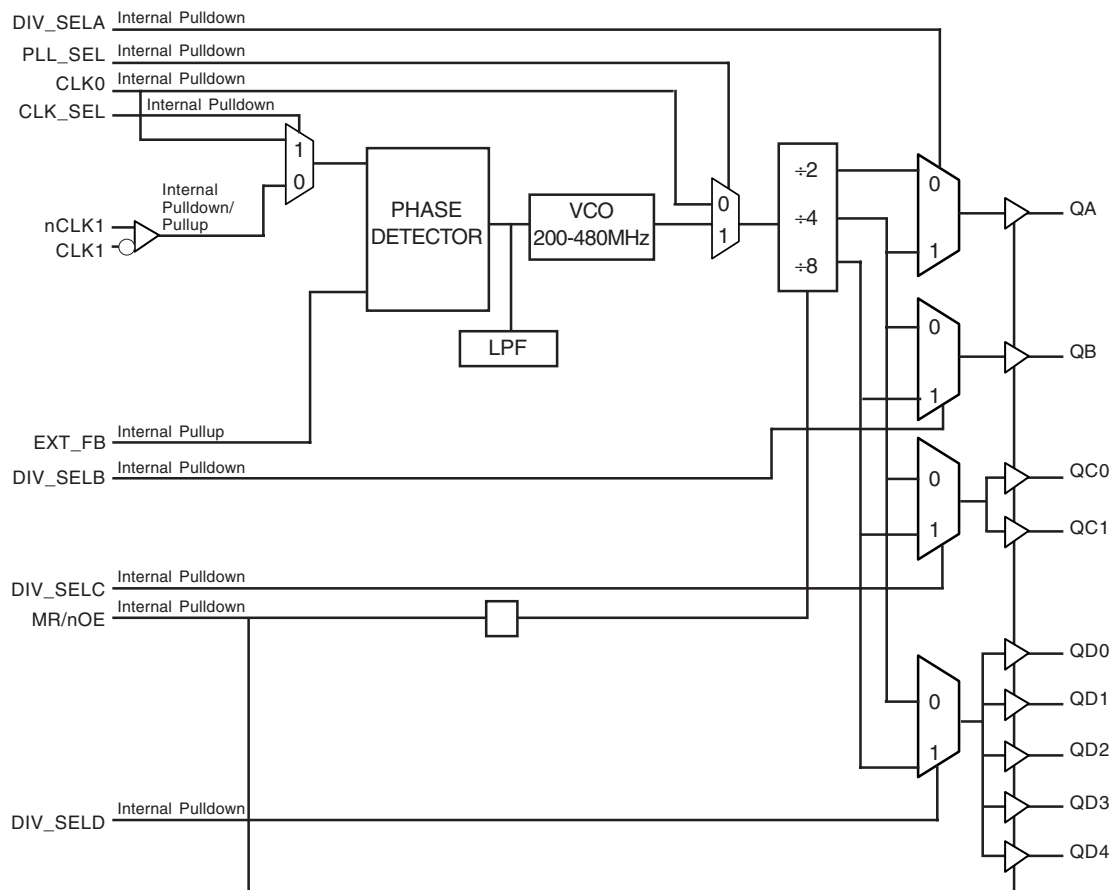 DIV_SELA Internal Pulldown
PLL_SEL Internal Pulldown
CLK0 Internal Pulldown
CLK_SEL Internal Pulldown
1
0
Internal
Pulldown/
Pullup
nCLK1
CLK1
PHASE
DETECTOR
VCO
200-480MHz
LPF
0
1
÷2
÷4
÷8
0
1
QA
0
1
QB
EXT_FB Internal Pullup
DIV_SELB Internal Pulldown
0
1
QC0
QC1
DIV_SELC Internal Pulldown
MR/nOE Internal Pulldown
0
1
QD0
QD1
QD2
QD3
QD4
DIV_SELD Internal Pulldown